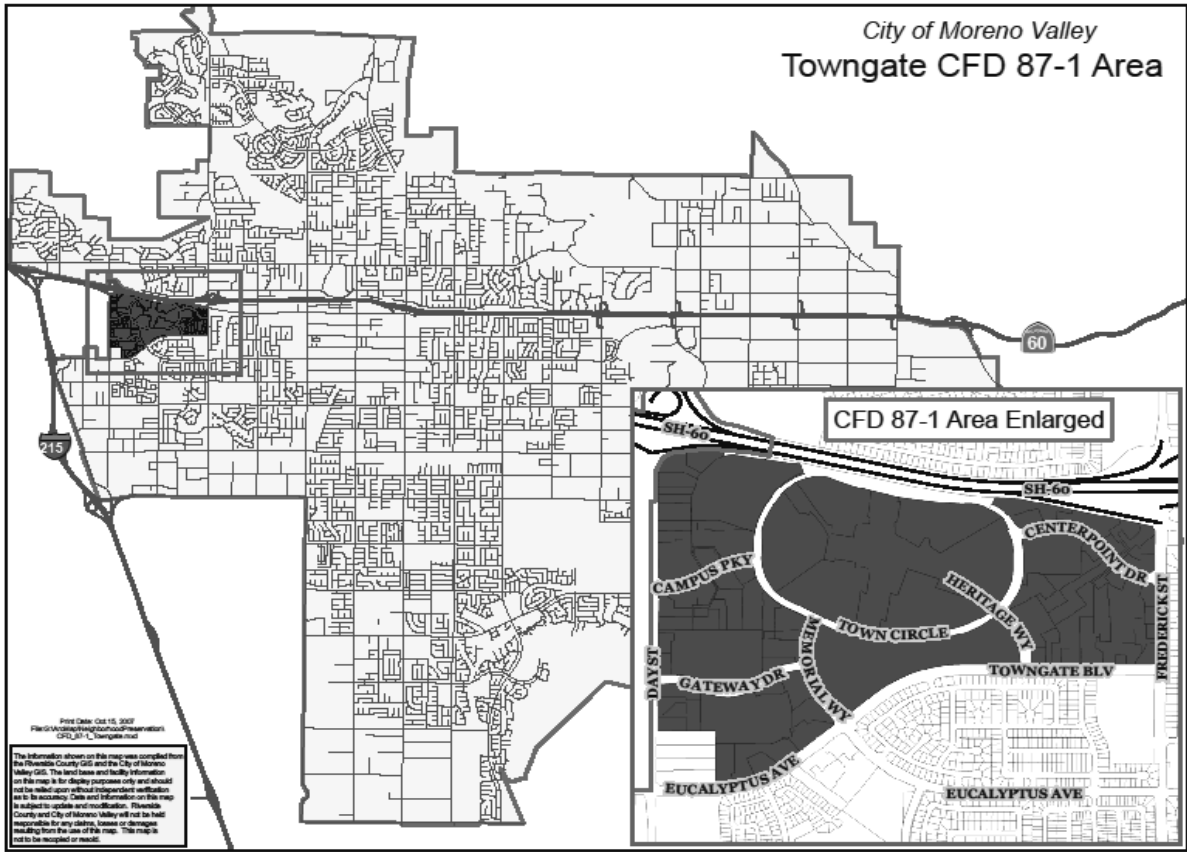 City of Moreno Valley
Towngate CFD 87-1 Area
60
215
CFD 87-1 Area Enlarged
SH-60
SH-60
CENTERPOINT DR
CAMPUS PKY
HERITAGE WY
FREDERICK ST
TOWN CIRCLE
MEMORIAL WY
DAY ST
GATEWAY DR
TOWNGATE BLV
EUCALYPTUS AVE
EUCALYPTUS AVE
Print Date: Oct 15, 2007
CFD_87-1_Towngate.mxd
The information shown on this map was compiled from
the Riverside County GIS and the City of Moreno
Valley GIS. The land base and facility information
on this map is for display purposes only and should
not be relied upon without independent verification
as to its accuracy. Data and information on this map
is subject to update and modification. Riverside
County and City of Moreno Valley will not be held
responsible for any claims, losses or damages
resulting from the use of this map. This map is
not to be recopied or resold.